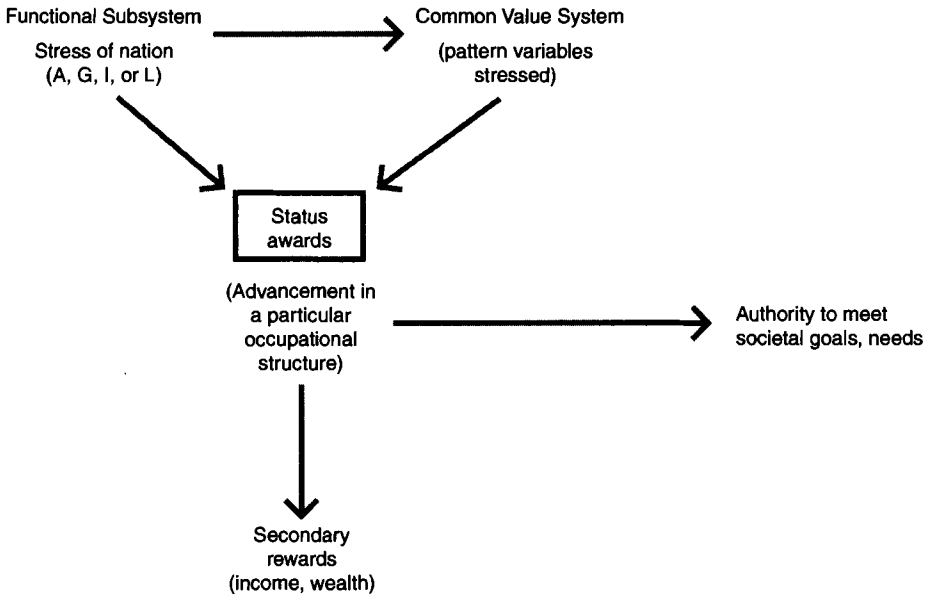 Functional Subsystem
Stress of nation
(A, G, I, or L)
Common Value System
(pattern variables
stressed)
Status
awards
(Advancement in
a particular
occupational
structure)
Authority to meet
societal goals, needs
Secondary
rewards
(income, wealth)